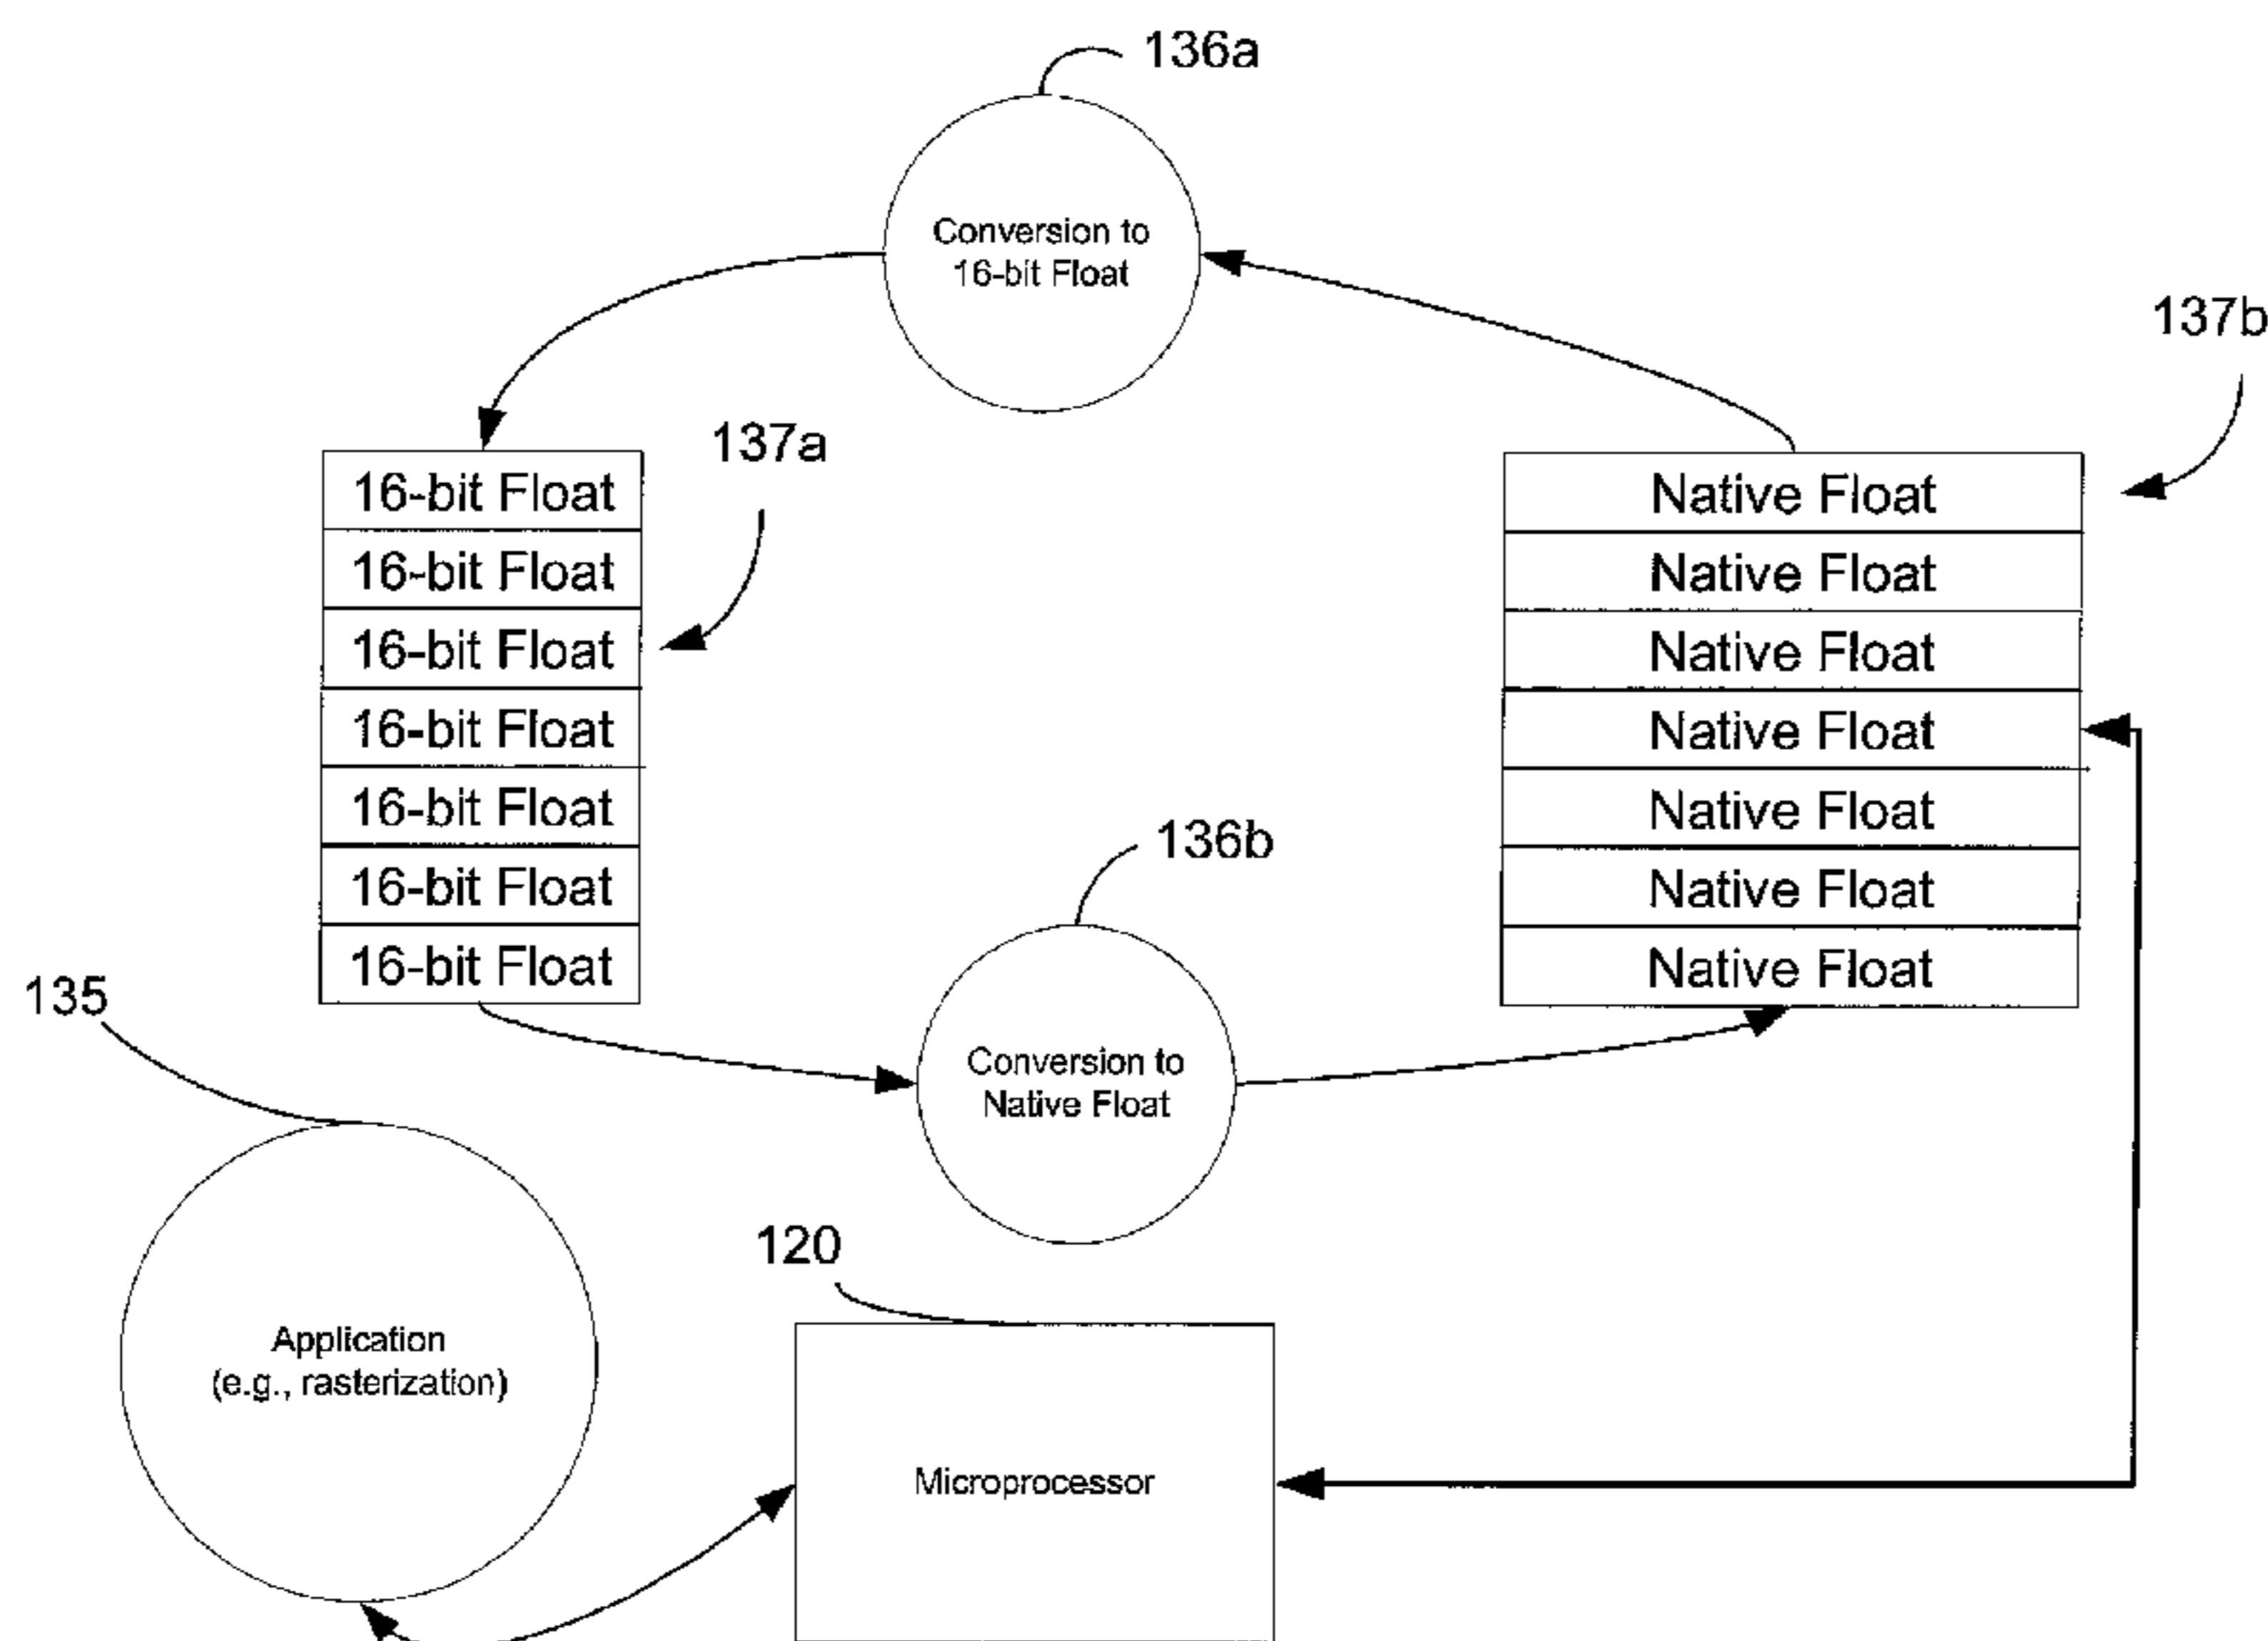 136a
Conversion to
16-bit Float
137b
137a
16-bit Float
16-bit Float
16-bit Float
16-bit Float
16-bit Float
16-bit Float
16-bit Float
Native Float
Native Float
Native Float
Native Float
Native Float
Native Float
Native Float
136b
Conversion to
Native Float
135
Application
(e.g., rasterization)
120
Microprocessor